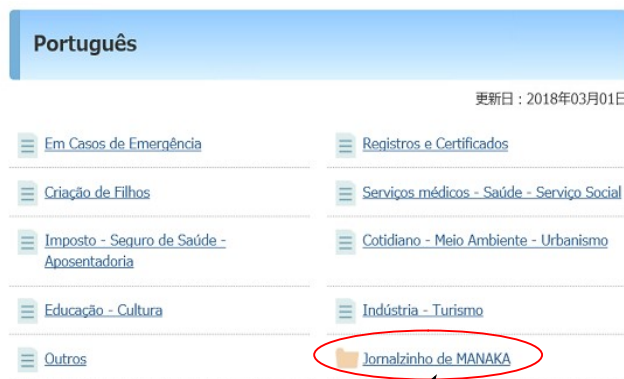 Português
更新日：2018年03月01日
Em Casos de Emergência
Registros e Certificados
Criação de Filhos
Serviços médicos - Saúde - Serviço Social
Imposto - Seguro de Saúde -
Aposentadoria
Cotidiano - Meio Ambiente - Urbanismo
Educação - Cultura
Indústria - Turismo
Outros
Jornalzinho de MANAKA